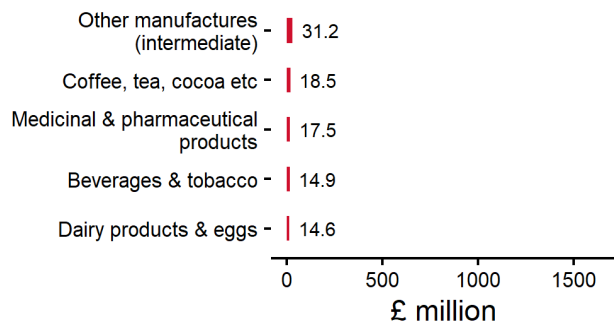 Other manufactures
(intermediate)
31.2
Coffee, tea, cocoa etc
18.5
Medicinal & pharmaceutical
products
17.5
Beverages & tobacco
14.9
Dairy products & eggs
14.6
0 500 1000 1500
£ million